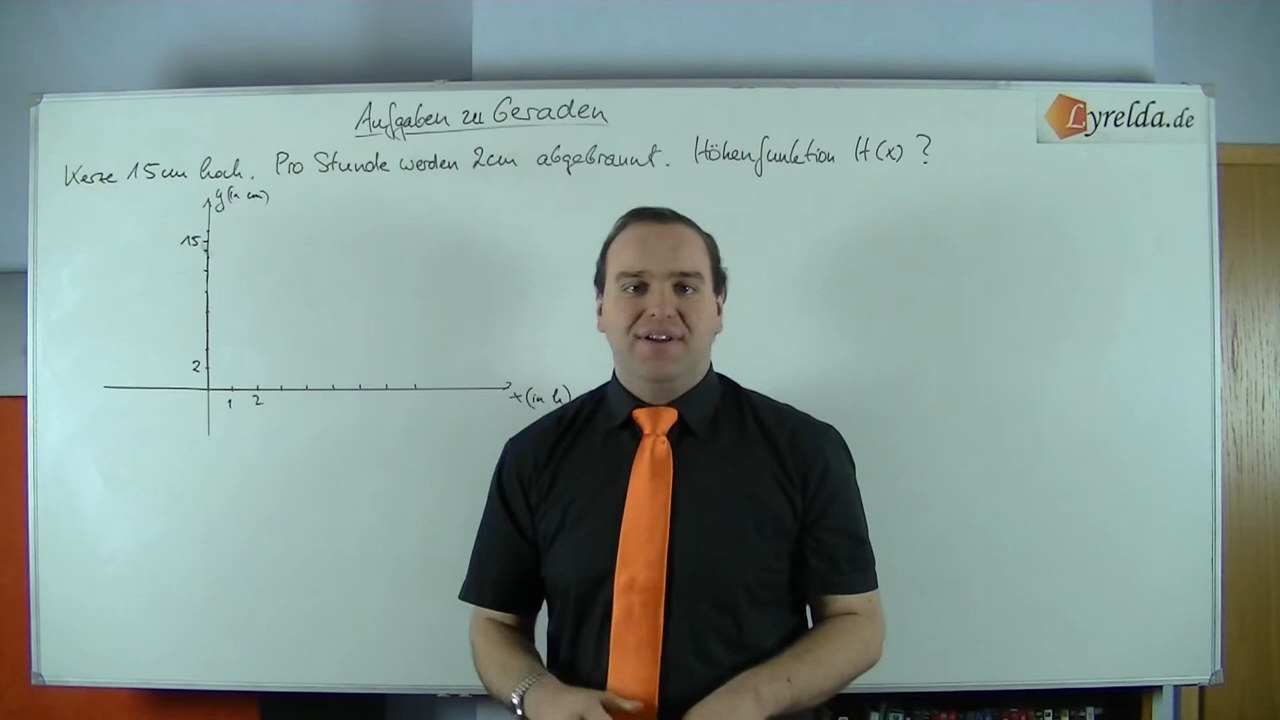 Aufgaben zu Geraden
Lyrelda.de
Kerze 15cm hoch. Pro Stunde werden 2cm abgebrannt. Höhenfunktion H(x) ?
y(in cm)
15
2
1 2
x(in h)